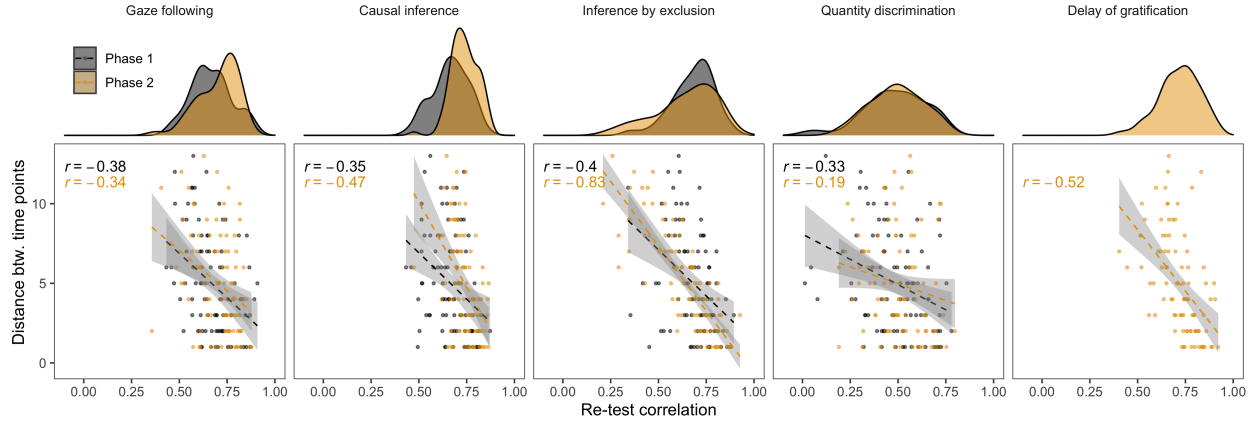 Gaze following
Causal inference
Inference by exclusion
Quantity discrimination
Delay of gratification
Phase 1
Phase 2
r = −0.38
r = −0.34
r = −0.35
r = −0.47
r = −0.4
r = −0.83
r = −0.33
r = −0.19
r = −0.52
Distance btw. time points
10
5
0
0.00 0.25 0.50 0.75 1.00
0.00 0.25 0.50 0.75 1.00
0.00 0.25 0.50 0.75 1.00
0.00 0.25 0.50 0.75 1.00
0.00 0.25 0.50 0.75 1.00
Re-test correlation